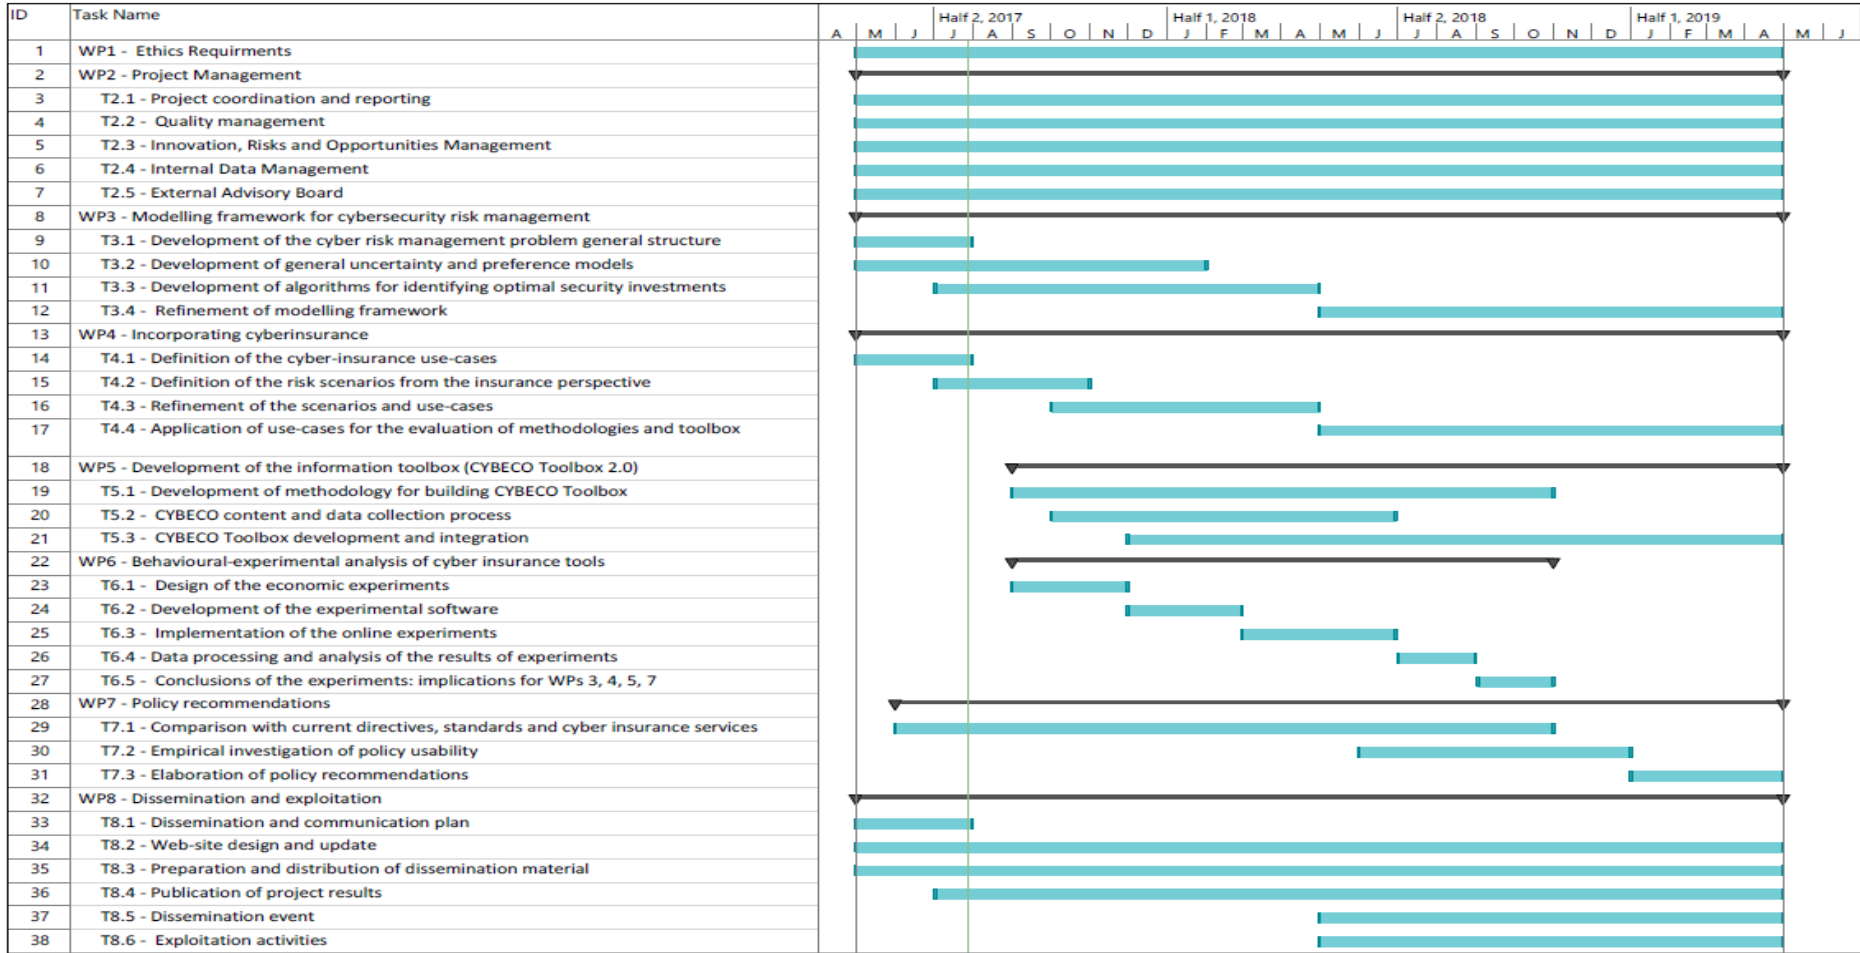 ID Task Name Half 2, 2017 Half 1, 2018 Half 2, 2018 Half 1, 2019
A M J J A S O N D J F M A M J J A S O N D J F M A M J
1 WP1 - Ethics Requirments
2 WP2 - Project Management
3 T2.1 - Project coordination and reporting
4 T2.2 - Quality management
5 T2.3 - Innovation, Risks and Opportunities Management
6 T2.4 - Internal Data Management
7 T2.5 - External Advisory Board
8 WP3 - Modelling framework for cybersecurity risk management
9 T3.1 - Development of the cyber risk management problem general structure
10 T3.2 - Development of general uncertainty and preference models
11 T3.3 - Development of algorithms for identifying optimal security investments
12 T3.4 - Refinement of modelling framework
13 WP4 - Incorporating cyberinsurance
14 T4.1 - Definition of the cyber-insurance use-cases
15 T4.2 - Definition of the risk scenarios from the insurance perspective
16 T4.3 - Refinement of the scenarios and use-cases
17 T4.4 - Application of use-cases for the evaluation of methodologies and toolbox
18 WP5 - Development of the information toolbox (CYBECO Toolbox 2.0)
19 T5.1 - Development of methodology for building CYBECO Toolbox
20 T5.2 - CYBECO content and data collection process
21 T5.3 - CYBECO Toolbox development and integration
22 WP6 - Behavioural-experimental analysis of cyber insurance tools
23 T6.1 - Design of the economic experiments
24 T6.2 - Development of the experimental software
25 T6.3 - Implementation of the online experiments
26 T6.4 - Data processing and analysis of the results of experiments
27 T6.5 - Conclusions of the experiments: implications for WPs 3, 4, 5, 7
28 WP7 - Policy recommendations
29 T7.1 - Comparison with current directives, standards and cyber insurance services
30 T7.2 - Empirical investigation of policy usability
31 T7.3 - Elaboration of policy recommendations
32 WP8 - Dissemination and exploitation
33 T8.1 - Dissemination and communication plan
34 T8.2 - Web-site design and update
35 T8.3 - Preparation and distribution of dissemination material
36 T8.4 - Publication of project results
37 T8.5 - Dissemination event
38 T8.6 - Exploitation activities